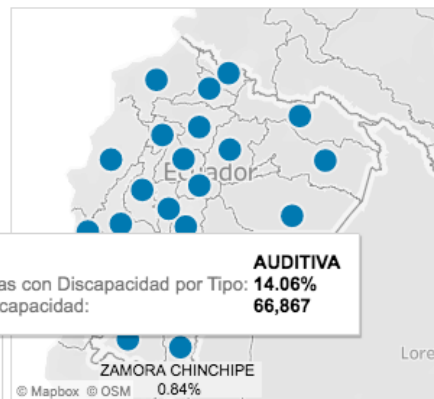 Ecuador
AUDITIVA
as con Discapacidad por Tipo: 14.06%
capacidad: 66,867
Lore
ZAMORA CHINCHIPE
0.84%
© Mapbox © OSM